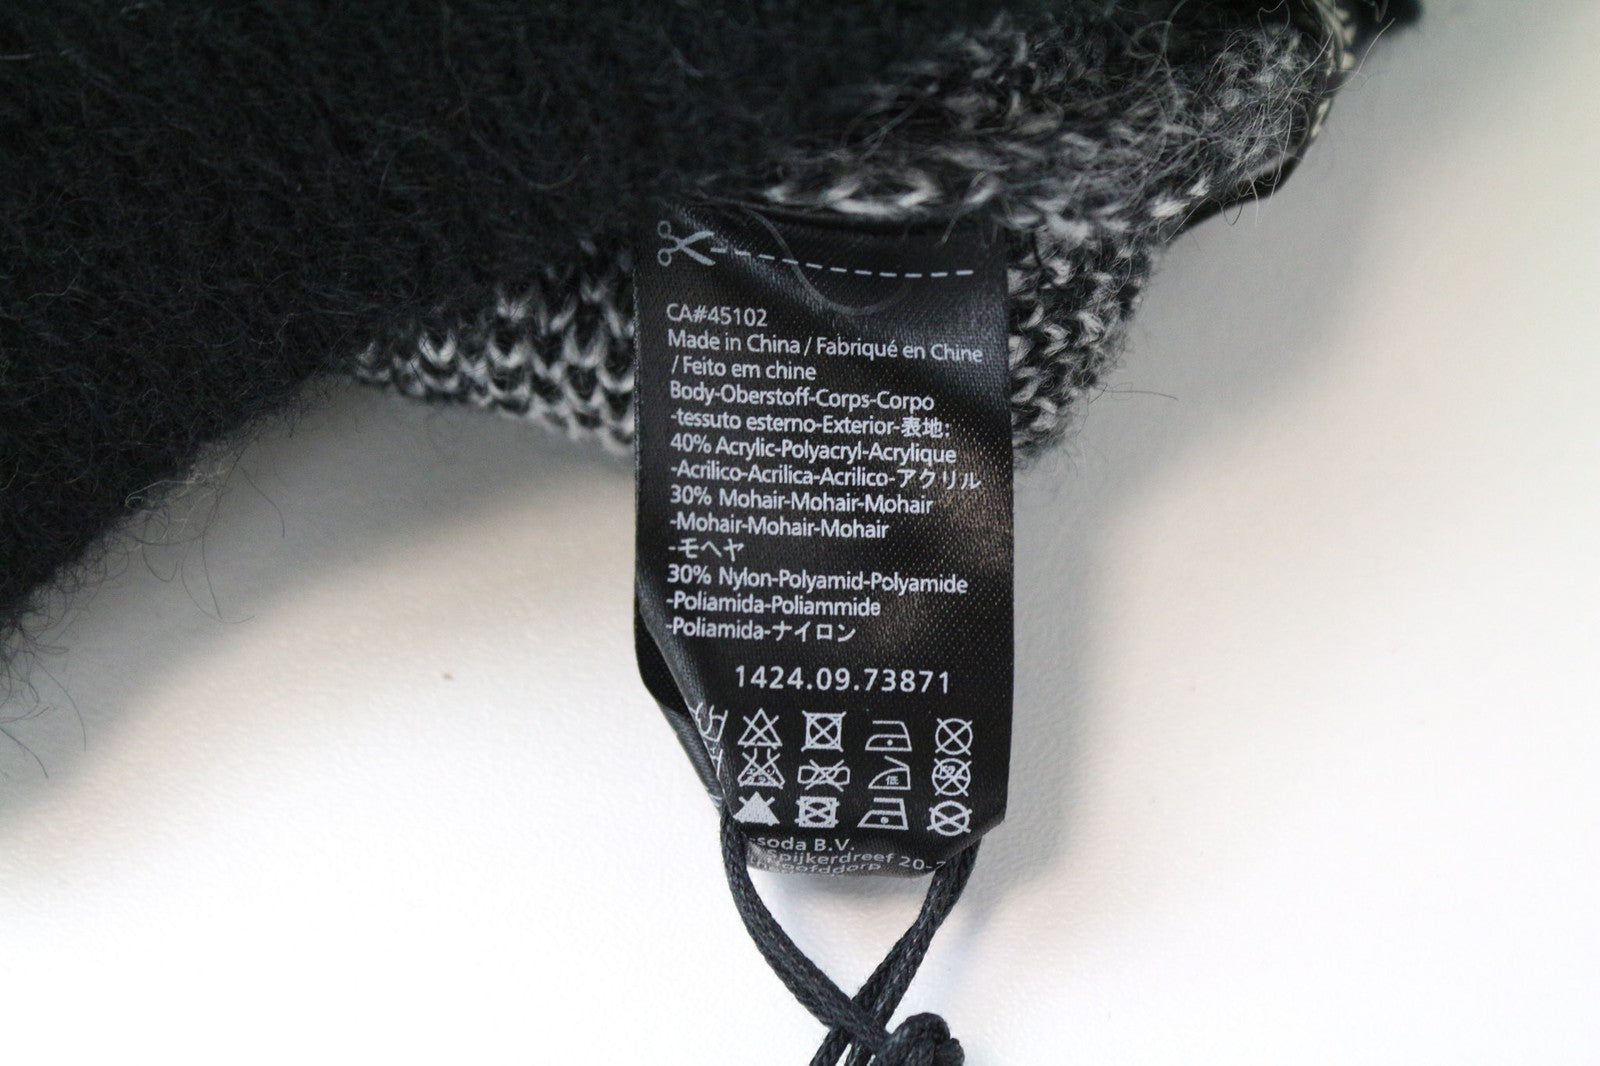 CA#45102
Made in China / Fabriqué en Chine
/ Feito em chine
Body-Oberstoff-Corps-Corpo
-tessuto esterno-Exterior-表地:
40% Acrylic-Polyacryl-Acrylique
-Acrilico-Acrilica-Acrilico-アクリル
30% Mohair-Mohair-Mohair
-Mohair-Mohair-Mohair
-モヘヤ
30% Nylon-Polyamid-Polyamide
-Poliamida-Poliammide
-Poliamida-ナイロン
1424.09.73871
低
B.V.
20-